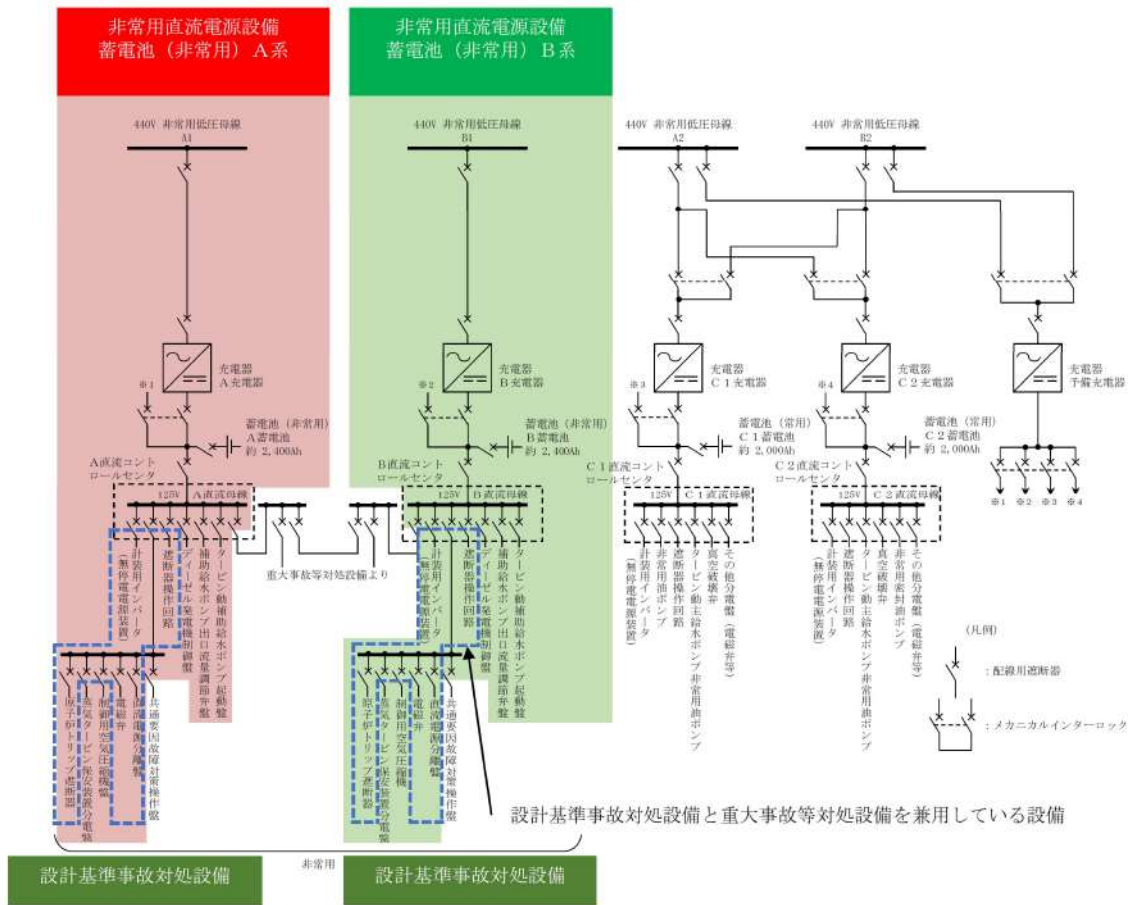 非常用直流電源設備
蓄電池（非常用）A系
非常用直流電源設備
蓄電池（非常用）B系
440V 非常用低圧母線
A1
440V 非常用低圧母線
B1
440V 非常用低圧母線
A2
440V 非常用低圧母線
B2
充電器
A充電器
充電器
B充電器
充電器
C1充電器
充電器
C2充電器
充電器
予備充電器
※1
※2
※3
※4
蓄電池（非常用）
A蓄電池
約 2,400Ah
蓄電池（非常用）
B蓄電池
約 2,400Ah
蓄電池（常用）
C1蓄電池
約 2,000Ah
蓄電池（常用）
C2蓄電池
約 2,000Ah
A直流コント
ロールセンタ
B直流コント
ロールセンタ
C1直流コント
ロールセンタ
C2直流コント
ロールセンタ
125V A直流母線
125V B直流母線
125V C1直流母線
125V C2直流母線
※1 ※2 ※3 ※4
重大事故等対処設備より
計装用インバータ
（無停電電源装置）
遮断器操作回路
ディーゼル発電機制御盤
補助給水ポンプ出口流量調節弁盤
タービン動補助給水ポンプ起動盤
計装用インバータ
（無停電電源装置）
遮断器操作回路
ディーゼル発電機制御盤
補助給水ポンプ出口流量調節弁盤
タービン動補助給水ポンプ起動盤
計装用インバータ
（無停電電源装置）
非常用油ポンプ
遮断器操作回路
タービン動主給水ポンプ非常用油ポンプ
真空破壊弁
その他分電盤（電磁弁等）
計装用インバータ
（無停電電源装置）
遮断器操作回路
タービン動主給水ポンプ非常用油ポンプ
真空破壊弁
非常用密封油ポンプ
その他分電盤（電磁弁等）
原子炉トリップ遮断器
蒸気タービン保安装置分電盤
制御用空気圧縮機盤
電磁弁
直流電源分離盤
共通要因故障対策操作盤
原子炉トリップ遮断器
蒸気タービン保安装置分電盤
制御用空気圧縮機
電磁弁
直流電源分離盤
共通要因故障対策操作盤
（凡例）
：配線用遮断器
：メカニカルインターロック
設計基準事故対処設備と重大事故等対処設備を兼用している設備
非常用
設計基準事故対処設備
設計基準事故対処設備